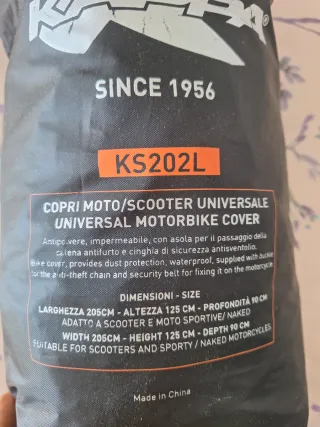 KAPPA
SINCE 1956
KS202L
COPRI MOTO/SCOOTER UNIVERSALE
UNIVERSAL MOTORBIKE COVER
Antipolvere, impermeabile, con asola per il passaggio della
catena antifurto e cinghia di sicurezza antisventolio.
Bike cover, provides dust protection, waterproof, supplied with
for the anti-theft chain and security belt for fixing it on the motorcycle
DIMENSIONI - SIZE
LARGHEZZA 205CM - ALTEZZA 125 CM - PROFONDITÀ 90 CM
ADATTO A SCOOTER E MOTO SPORTIVE/ NAKED
WIDTH 205CM - HEIGHT 125 CM - DEPTH 90 CM
SUITABLE FOR SCOOTERS AND SPORTY / NAKED MOTORCYCLES
Made in China